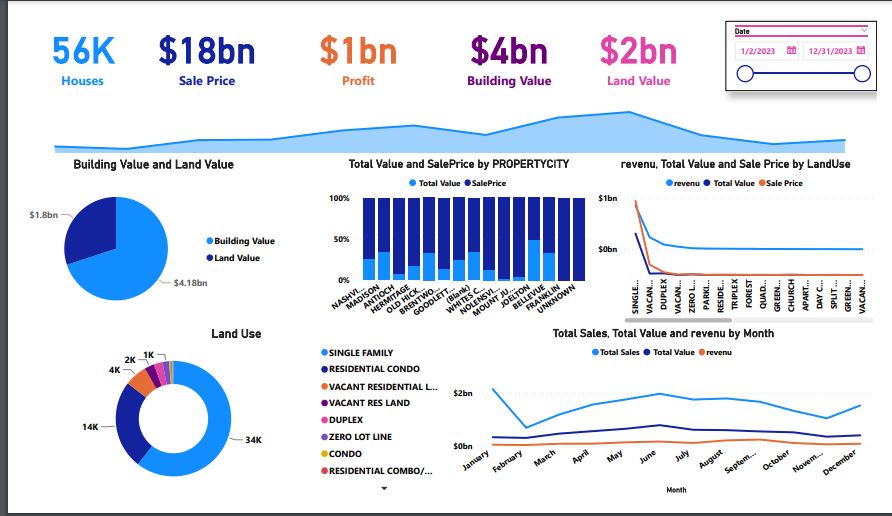 56K
Houses
$18bn
Sale Price
$1bn
Profit
$4bn
Building Value
$2bn
Land Value
Date
1/2/2023
12/31/2023
Building Value and Land Value
$1.8bn
$4.18bn
Building Value
Land Value
Total Value and SalePrice by PROPERTYCITY
Total Value SalePrice
100%
50%
0%
NASHVI...
MADISON
ANTIOCH
HERMITAGE
OLD HICK...
BRENTWO...
GOODLETT...
(Blank)
WHITES C...
NOLENSVI...
MOUNT JU...
JOELTON
BELLEVUE
FRANKLIN
UNKNOWN
revenu, Total Value and Sale Price by LandUse
revenu Total Value Sale Price
$1bn
$0bn
SINGLE...
VACAN...
DUPLEX
VACAN...
ZERO L...
PARKI...
RESIDE...
TRIPLEX
FOREST
QUAD...
GREEN...
CHURCH
APART...
DAY C...
SPLIT ...
GREEN...
VACAN...
Land Use
1K
2K
4K
14K
34K
SINGLE FAMILY
RESIDENTIAL CONDO
VACANT RESIDENTIAL L...
VACANT RES LAND
DUPLEX
ZERO LOT LINE
CONDO
RESIDENTIAL COMBO/...
Total Sales, Total Value and revenu by Month
Total Sales Total Value revenu
$2bn
$0bn
January
February
March
April
May
June
July
August
Septem...
October
Novem...
December
Month